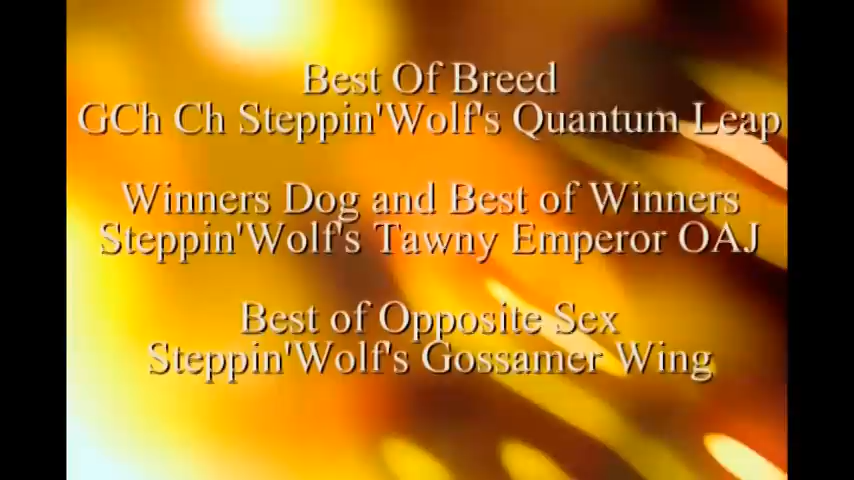 Best Of Breed
GCh Ch Steppin'Wolf's Quantum Leap
Winners Dog and Best of Winners
Steppin'Wolf's Tawny Emperor OAJ
Best of Opposite Sex
Steppin'Wolf's Gossamer Wing